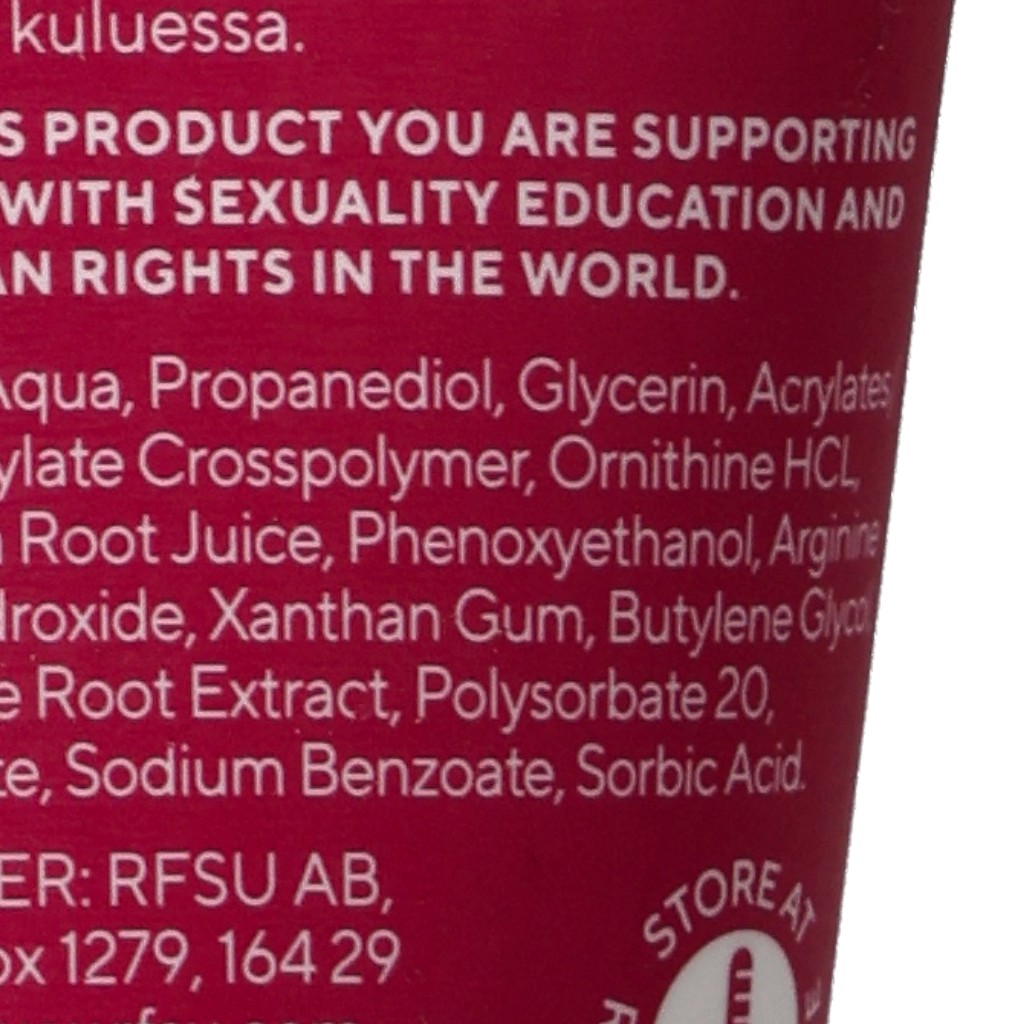 kuluessa.
S PRODUCT YOU ARE SUPPORTING
WITH SEXUALITY EDUCATION AND
AN RIGHTS IN THE WORLD.
Aqua, Propanediol, Glycerin, Acrylates
ylate Crosspolymer, Ornithine HCL,
Root Juice, Phenoxyethanol, Arginine
droxide, Xanthan Gum, Butylene Glycol
e Root Extract, Polysorbate 20,
te, Sodium Benzoate, Sorbic Acid.
ER: RFSU AB,
ox 1279, 164 29
STORE AT